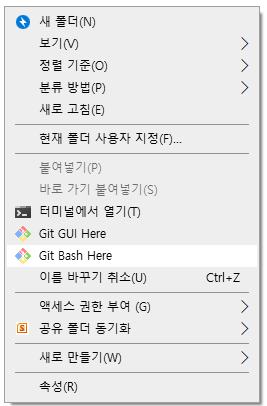 새 폴더(N)
보기(V)
정렬 기준(O)
분류 방법(P)
새로 고침(E)
현재 폴더 사용자 지정(F)...
붙여넣기(P)
바로 가기 붙여넣기(S)
터미널에서 열기(T)
Git GUI Here
Git Bash Here
이름 바꾸기 취소(U) Ctrl+Z
액세스 권한 부여 (G)
공유 폴더 동기화
새로 만들기(W)
속성(R)